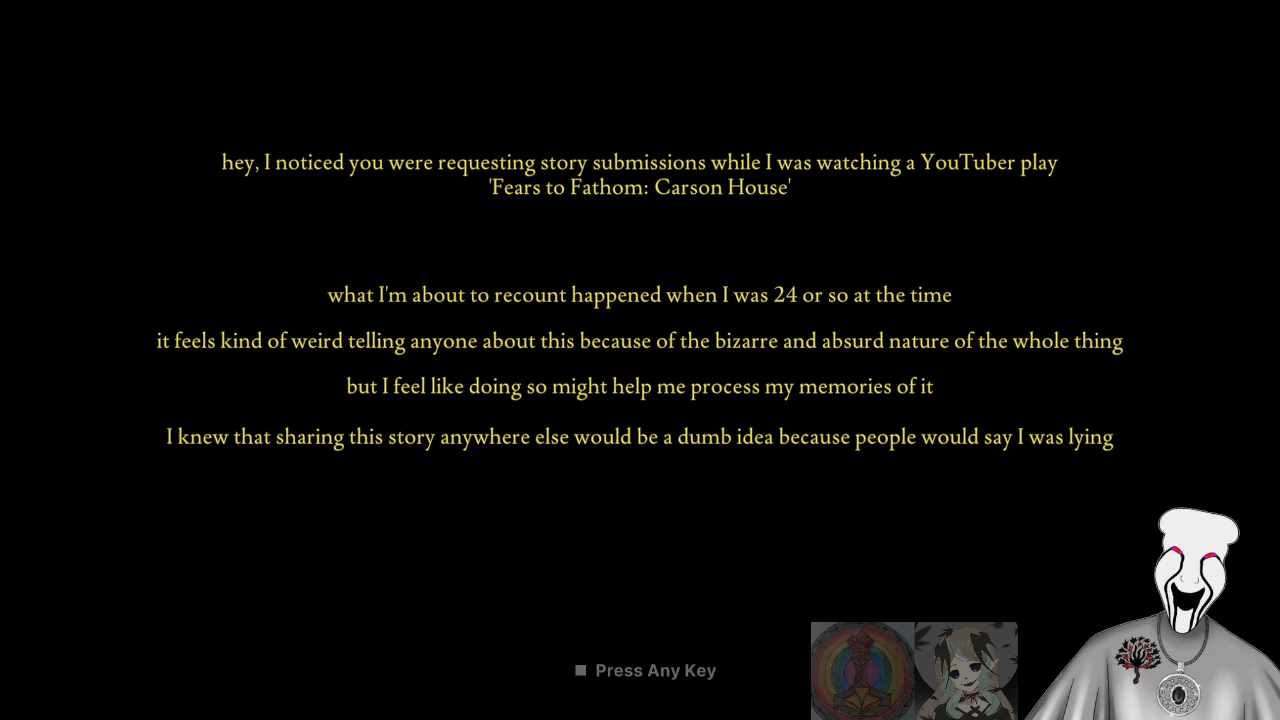 hey, I noticed you were requesting story submissions while I was watching a YouTuber play
'Fears to Fathom: Carson House'
what I'm about to recount happened when I was 24 or so at the time
it feels kind of weird telling anyone about this because of the bizarre and absurd nature of the whole thing
but I feel like doing so might help me process my memories of it
I knew that sharing this story anywhere else would be a dumb idea because people would say I was lying
Press Any Key